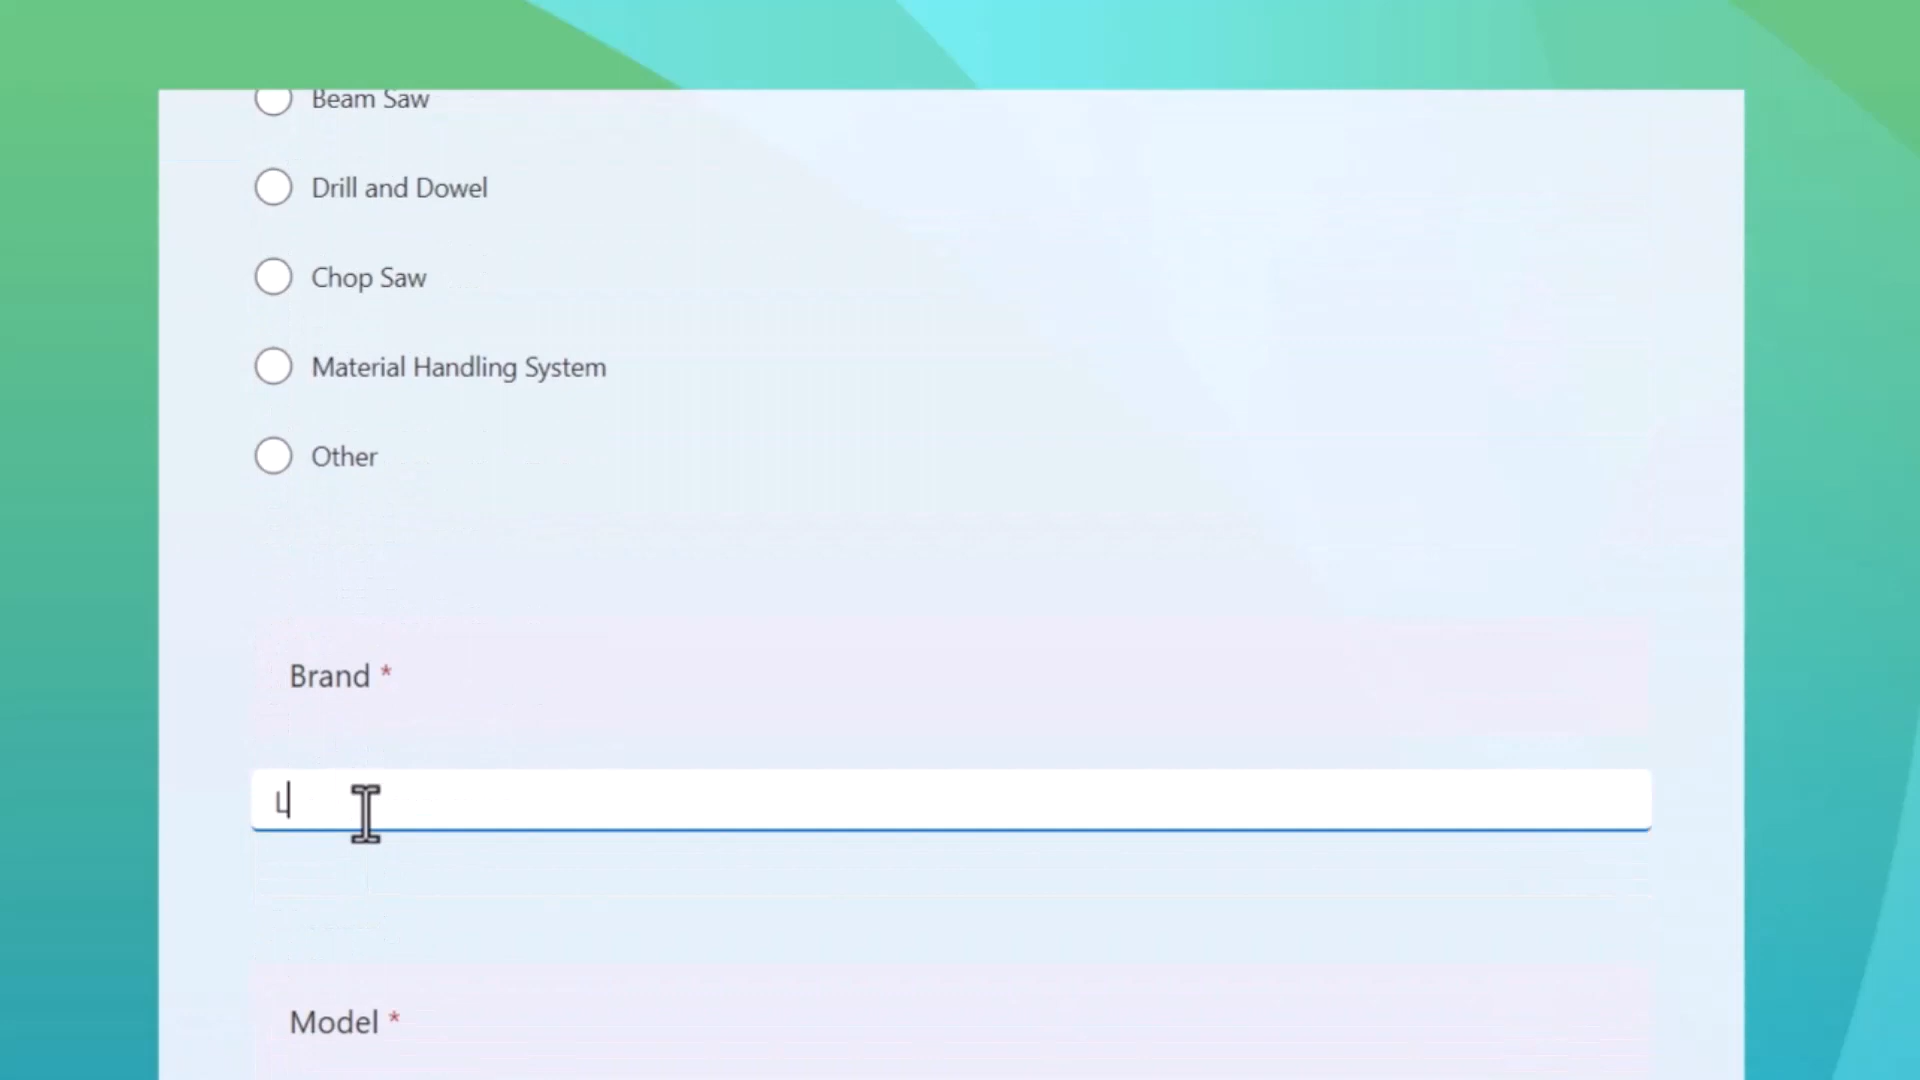 Beam Saw
Drill and Dowel
Chop Saw
Material Handling System
Other
Brand *
Model *